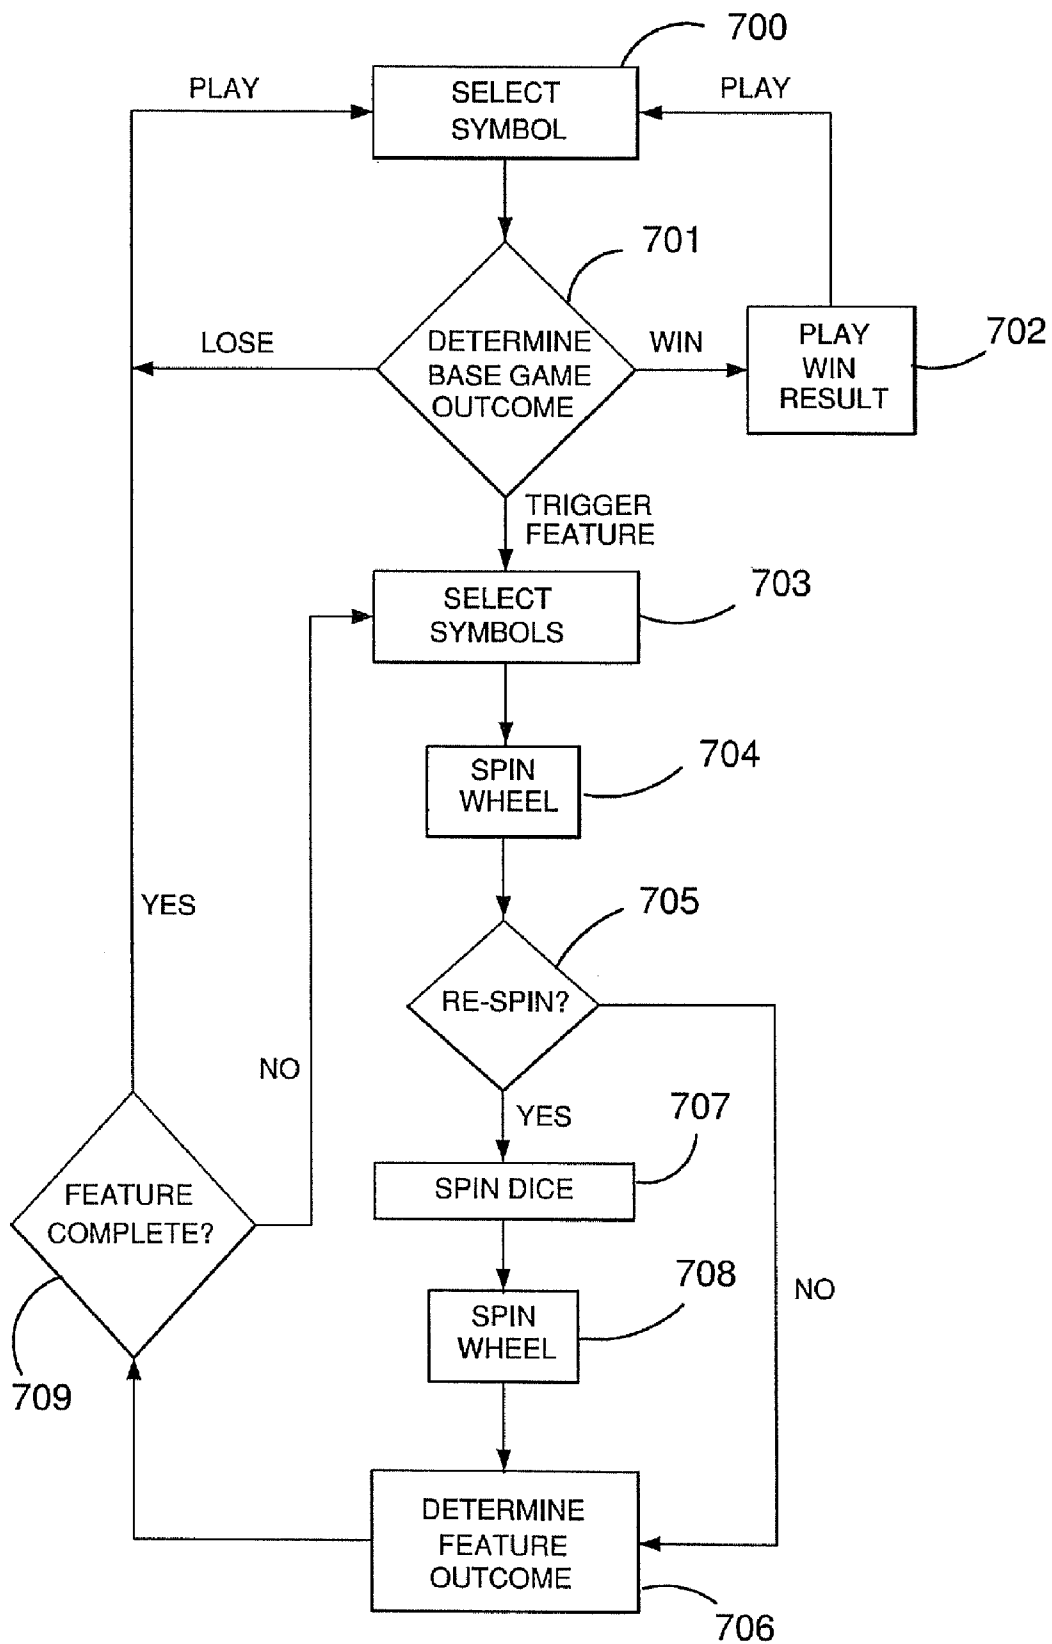 700
PLAY
SELECT
SYMBOL
PLAY
701
LOSE
DETERMINE
BASE GAME
OUTCOME
WIN
PLAY
WIN
RESULT
702
TRIGGER
FEATURE
SELECT
SYMBOLS
703
SPIN
WHEEL
704
YES
705
RE-SPIN?
NO
YES
707
FEATURE
COMPLETE?
SPIN DICE
708
NO
SPIN
WHEEL
709
DETERMINE
FEATURE
OUTCOME
706